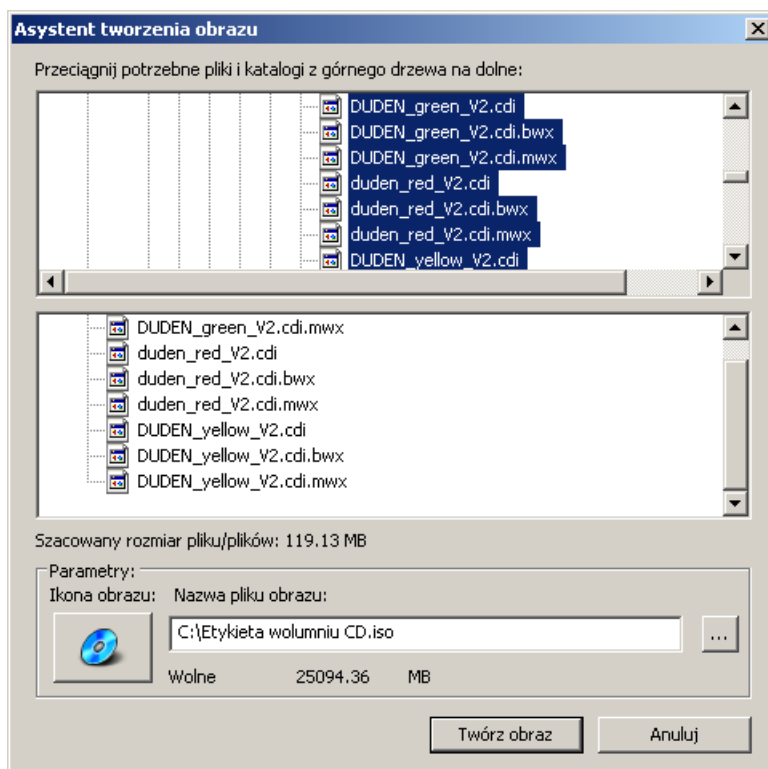 Asystent tworzenia obrazu
Przeciągnij potrzebne pliki i katalogi z górnego drzewa na dolne:
DUDEN_green_V2.cdi
DUDEN_green_V2.cdi.bwx
DUDEN_green_V2.cdi.mwx
duden_red_V2.cdi
duden_red_V2.cdi.bwx
duden_red_V2.cdi.mwx
DUDEN_yellow_V2.cdi
DUDEN_green_V2.cdi.mwx
duden_red_V2.cdi
duden_red_V2.cdi.bwx
duden_red_V2.cdi.mwx
DUDEN_yellow_V2.cdi
DUDEN_yellow_V2.cdi.bwx
DUDEN_yellow_V2.cdi.mwx
Szacowany rozmiar pliku/plików: 119.13 MB
Parametry:
Ikona obrazu: Nazwa pliku obrazu:
C:\Etykieta wolumniu CD.iso
...
Wolne 25094.36 MB
Twórz obraz Anuluj